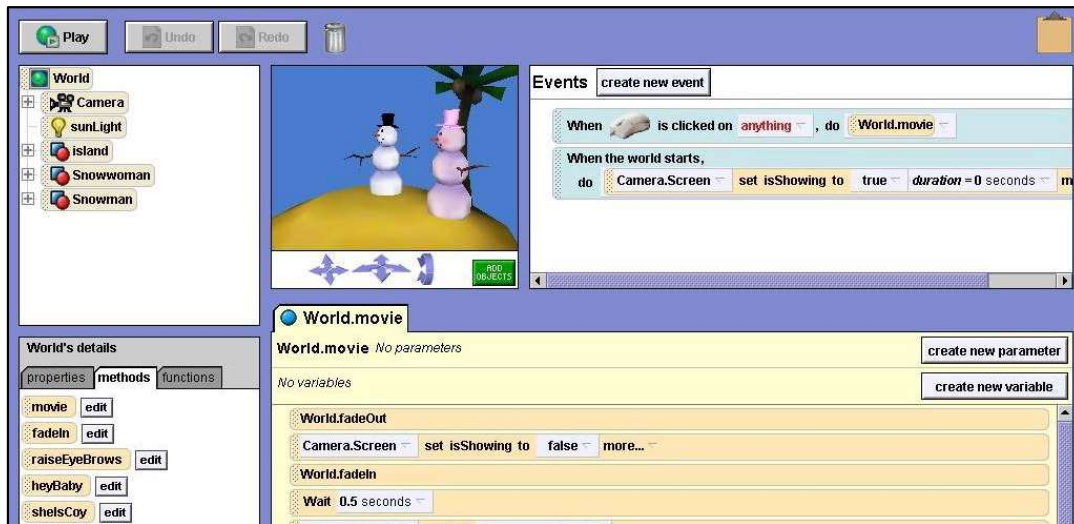 Play
Undo
Redo
World
Camera
sunLight
island
Snowwoman
Snowman
ADD OBJECTS
Events create new event
When is clicked on anything , do World.movie
When the world starts,
do Camera.Screen set isShowing to true duration = 0 seconds m
World's details
properties methods functions
movie edit
fadeIn edit
raiseEyeBrows edit
heyBaby edit
sheIsCoy edit
World.movie
World.movie No parameters
create new parameter
No variables
create new variable
World.fadeOut
Camera.Screen set isShowing to false more...
World.fadeIn
Wait 0.5 seconds